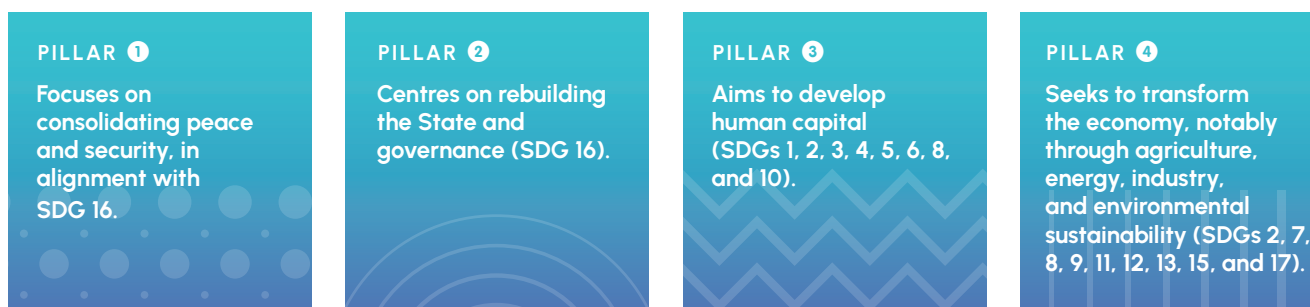 PILLAR 1
Focuses on
consolidating peace
and security, in
alignment with
SDG 16.
PILLAR 2
Centres on rebuilding
the State and
governance (SDG 16).
PILLAR 3
Aims to develop
human capital
(SDGs 1, 2, 3, 4, 5, 6, 8,
and 10).
PILLAR 4
Seeks to transform
the economy, notably
through agriculture,
energy, industry,
and environmental
sustainability (SDGs 2, 7,
8, 9, 11, 12, 13, 15, and 17).